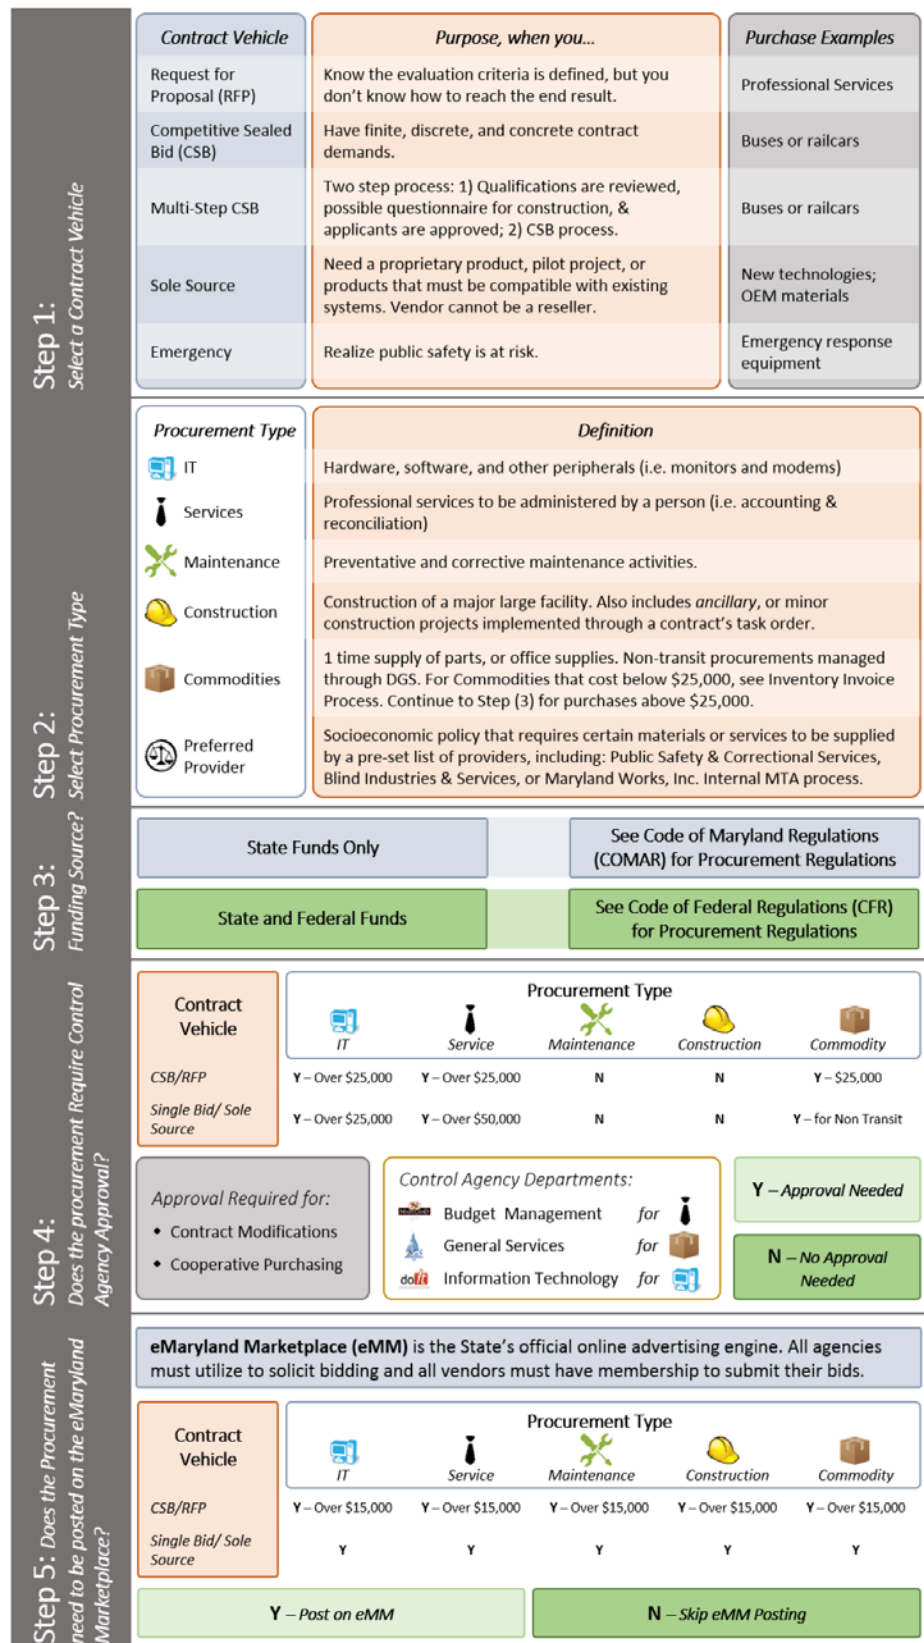 Step 1:
Select a Contract Vehicle
Contract Vehicle
Purpose, when you...
Purchase Examples
Request for
Proposal (RFP)
Know the evaluation criteria is defined, but you
don't know how to reach the end result.
Professional Services
Competitive Sealed
Bid (CSB)
Have finite, discrete, and concrete contract
demands.
Buses or railcars
Multi-Step CSB
Two step process: 1) Qualifications are reviewed,
possible questionnaire for construction, &
applicants are approved; 2) CSB process.
Buses or railcars
Sole Source
Need a proprietary product, pilot project, or
products that must be compatible with existing
systems. Vendor cannot be a reseller.
New technologies;
OEM materials
Emergency
Realize public safety is at risk.
Emergency response
equipment
Step 2:
Select Procurement Type
Procurement Type
Definition
IT
Hardware, software, and other peripherals (i.e. monitors and modems)
Services
Professional services to be administered by a person (i.e. accounting &
reconciliation)
Maintenance
Preventative and corrective maintenance activities.
Construction
Construction of a major large facility. Also includes ancillary, or minor
construction projects implemented through a contract's task order.
Commodities
1 time supply of parts, or office supplies. Non-transit procurements managed
through DGS. For Commodities that cost below $25,000, see Inventory Invoice
Process. Continue to Step (3) for purchases above $25,000.
Preferred
Provider
Socioeconomic policy that requires certain materials or services to be supplied
by a pre-set list of providers, including: Public Safety & Correctional Services,
Blind Industries & Services, or Maryland Works, Inc. Internal MTA process.
Step 3:
Funding Source?
State Funds Only
See Code of Maryland Regulations
(COMAR) for Procurement Regulations
State and Federal Funds
See Code of Federal Regulations (CFR)
for Procurement Regulations
Step 4:
Does the procurement Require Control
Agency Approval?
Contract
Vehicle
Procurement Type
IT
Service
Maintenance
Construction
Commodity
CSB/RFP
Y – Over $25,000
Y – Over $25,000
N
N
Y – $25,000
Single Bid/ Sole
Source
Y – Over $25,000
Y – Over $50,000
N
N
Y – for Non Transit
Approval Required for:
◆ Contract Modifications
◆ Cooperative Purchasing
Control Agency Departments:
Budget Management for
General Services for
doit Information Technology for
Y – Approval Needed
N – No Approval
Needed
Step 5: Does the Procurement
need to be posted on the eMaryland
Marketplace?
eMaryland Marketplace (eMM) is the State's official online advertising engine. All agencies
must utilize to solicit bidding and all vendors must have membership to submit their bids.
Contract
Vehicle
Procurement Type
IT
Service
Maintenance
Construction
Commodity
CSB/RFP
Y – Over $15,000
Y – Over $15,000
Y – Over $15,000
Y – Over $15,000
Y – Over $15,000
Single Bid/ Sole
Source
Y
Y
Y
Y
Y
Y – Post on eMM
N – Skip eMM Posting